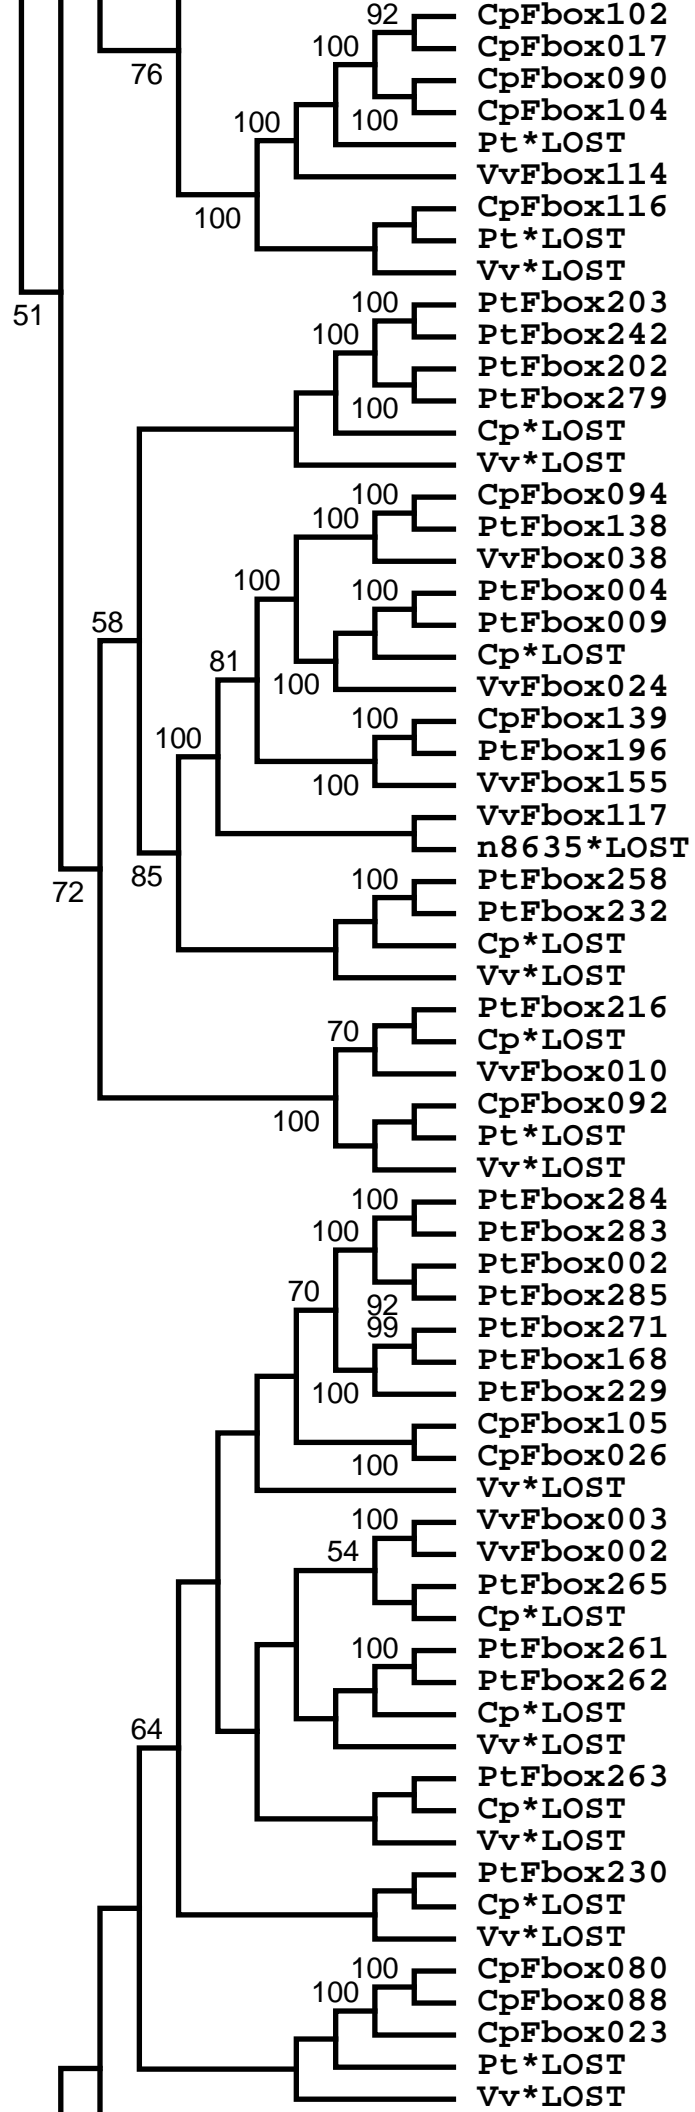 92 CpFbox102
100 CpFbox017
76 CpFbox090
100 100 CpFbox104
Pt*LOST
VvFbox114
100 CpFbox116
Pt*LOST
Vv*LOST
51 100 PtFbox203
100 PtFbox242
PtFbox202
100 PtFbox279
Cp*LOST
Vv*LOST
100 CpFbox094
100 PtFbox138
VvFbox038
100 100 PtFbox004
58 PtFbox009
81 Cp*LOST
100 VvFbox024
100 100 CpFbox139
PtFbox196
100 VvFbox155
VvFbox117
n8635*LOST
72 85 100 PtFbox258
PtFbox232
Cp*LOST
Vv*LOST
PtFbox216
70 Cp*LOST
VvFbox010
100 CpFbox092
Pt*LOST
Vv*LOST
100 PtFbox284
100 PtFbox283
PtFbox002
70 92 PtFbox285
99 PtFbox271
PtFbox168
100 PtFbox229
CpFbox105
100 CpFbox026
Vv*LOST
100 VvFbox003
54 VvFbox002
PtFbox265
Cp*LOST
100 PtFbox261
PtFbox262
Cp*LOST
64 Vv*LOST
PtFbox263
Cp*LOST
Vv*LOST
PtFbox230
Cp*LOST
Vv*LOST
100 CpFbox080
100 CpFbox088
CpFbox023
Pt*LOST
Vv*LOST